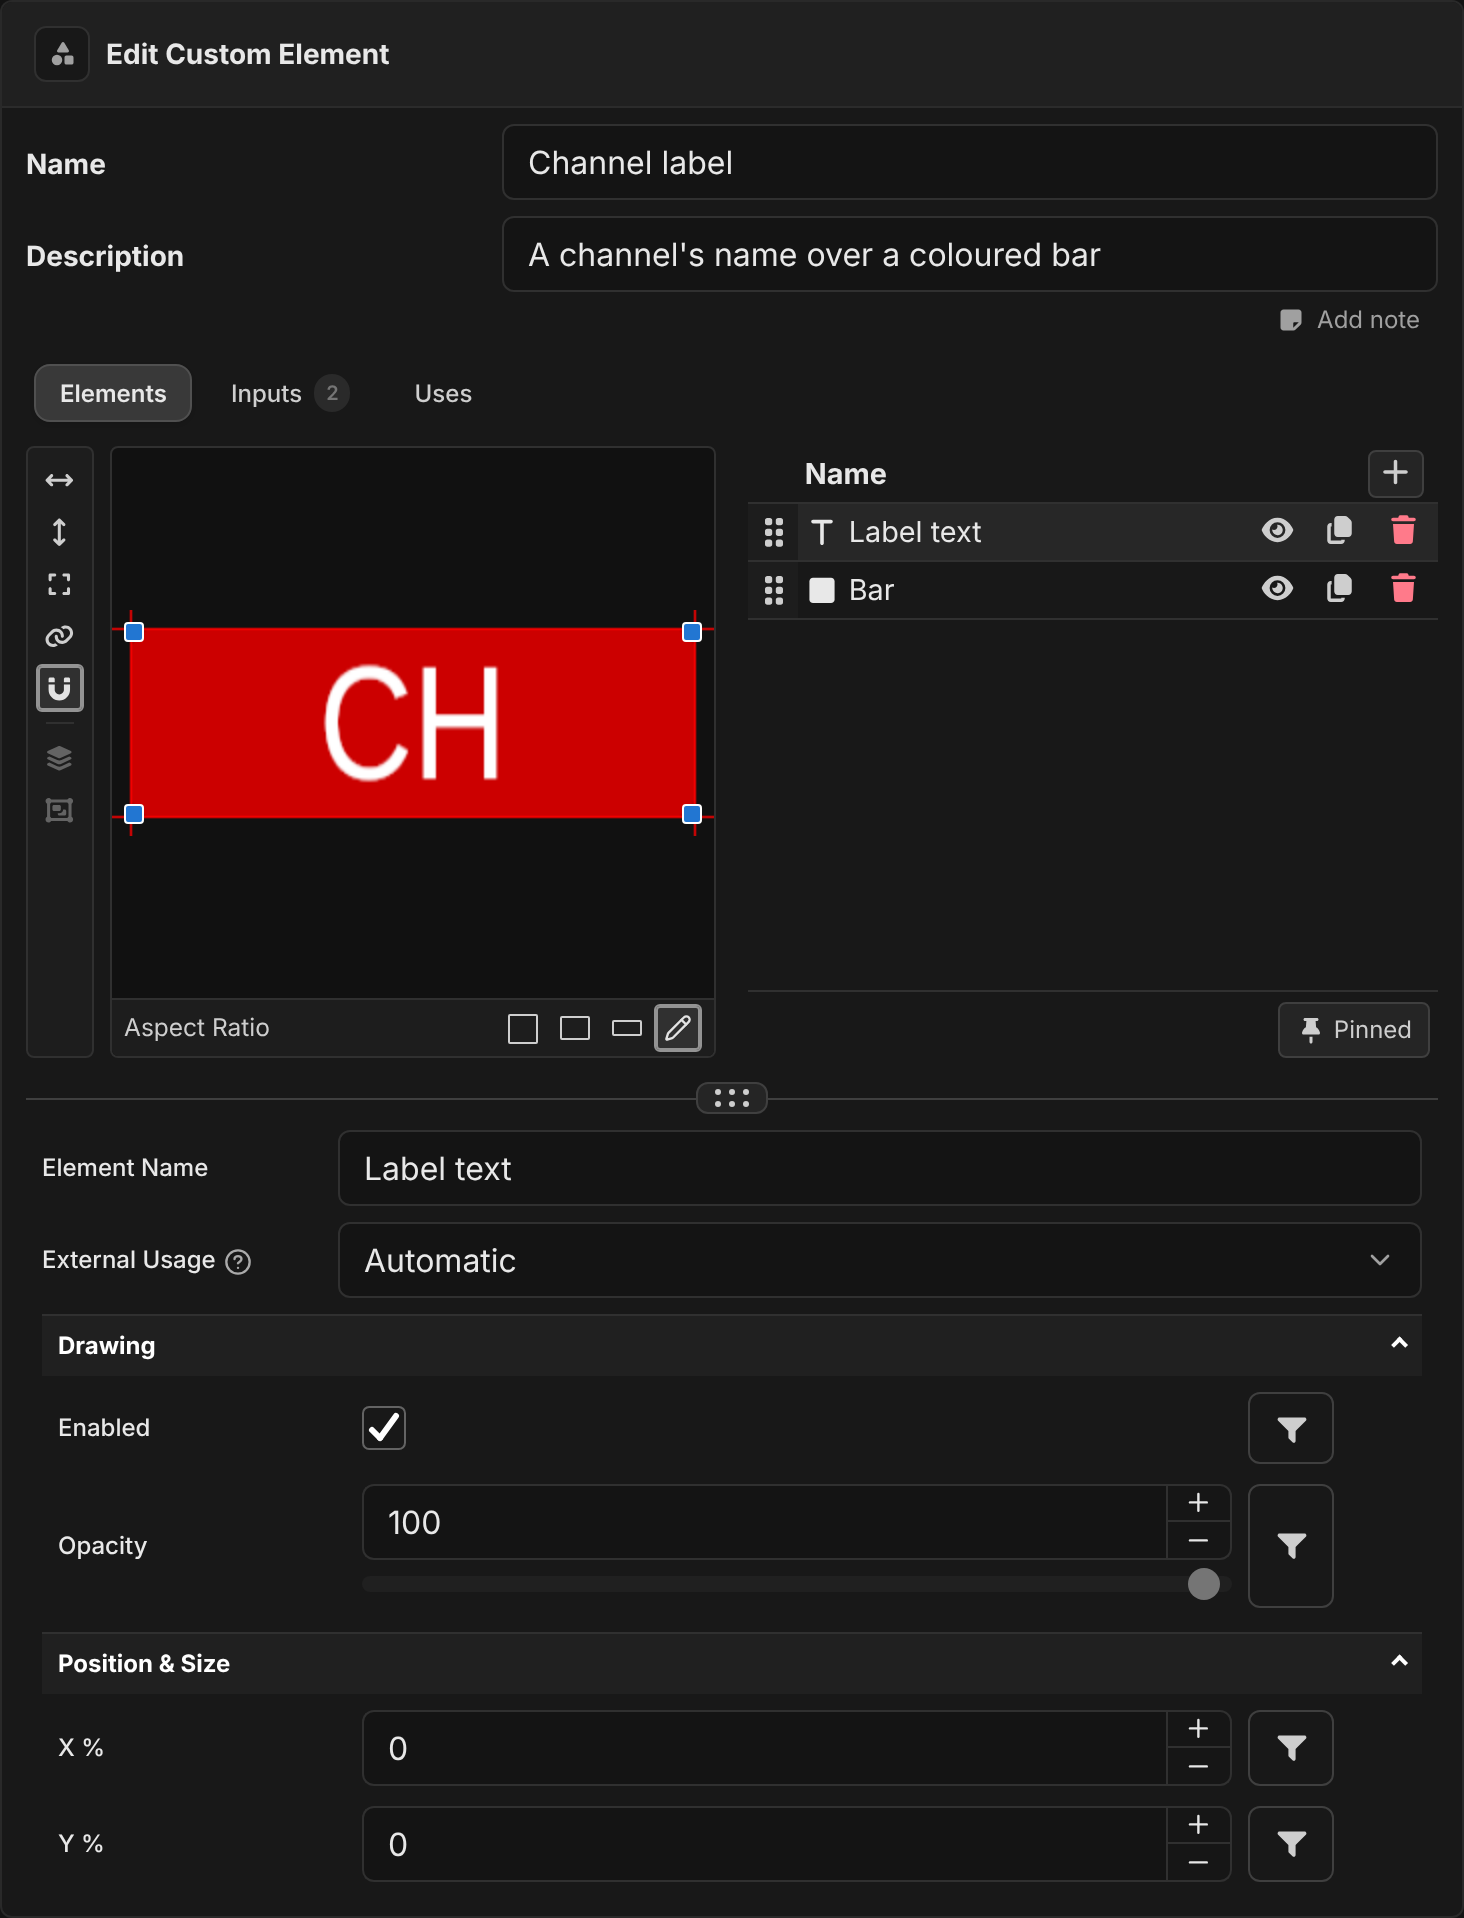 Edit Custom Element
Name
Channel label
Description
A channel's name over a coloured bar
Add note
Elements
Inputs 2
Uses
Name
Label text
Bar
CH
Aspect Ratio
Pinned
Element Name
Label text
External Usage
Automatic
Drawing
Enabled
Opacity
100
Position & Size
X %
0
Y %
0